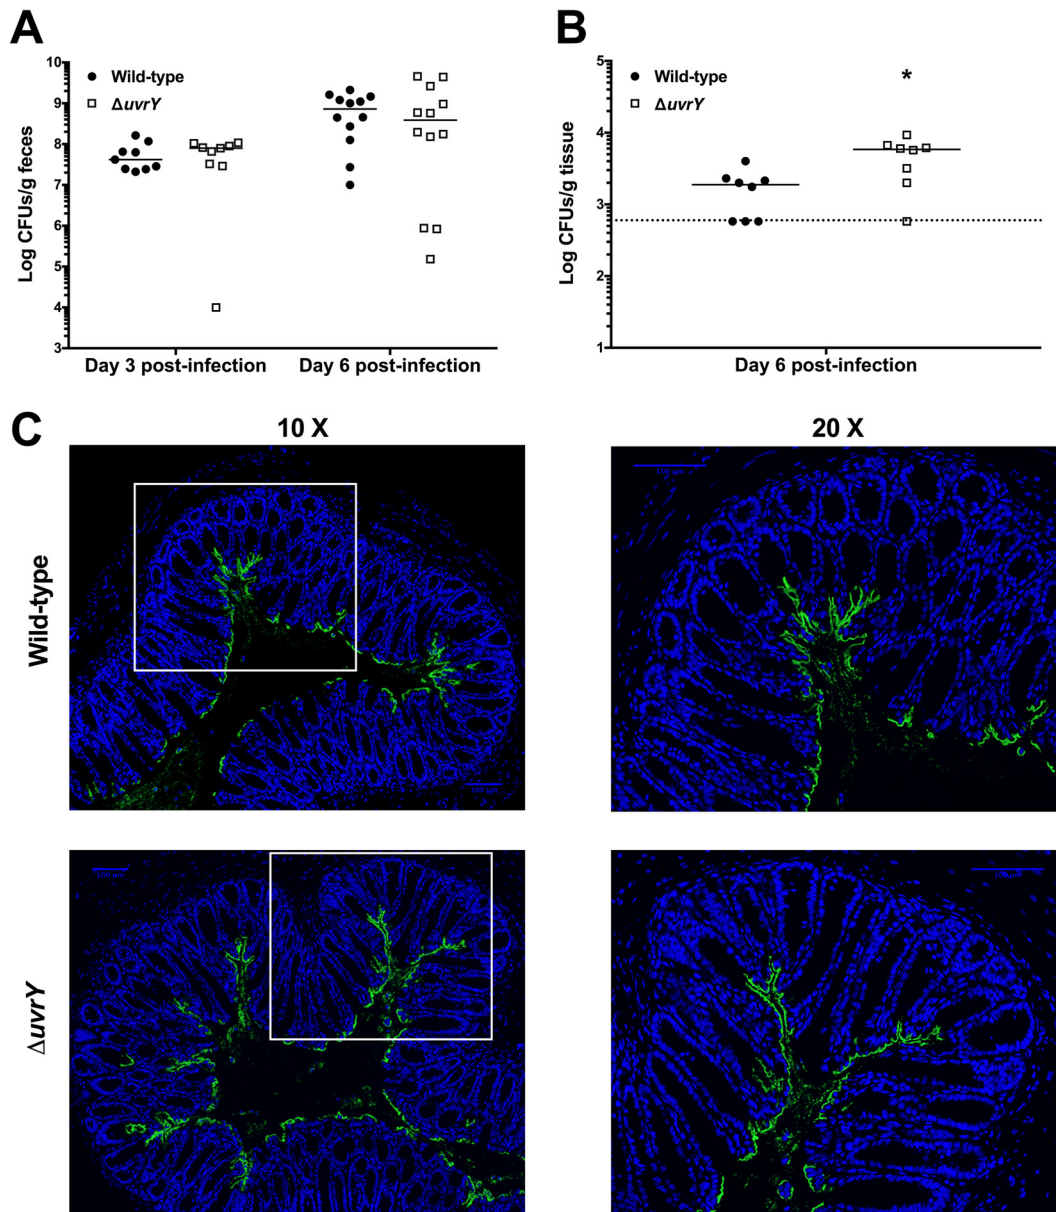 A
Log CFUs/g feces
10
9
8
7
6
5
4
3
Wild-type
ΔuvrY
Day 3 post-infection
Day 6 post-infection
B
Log CFUs/g tissue
5
4
3
2
1
Wild-type
ΔuvrY
*
Day 6 post-infection
C
10 X
20 X
Wild-type
ΔuvrY
100 µm